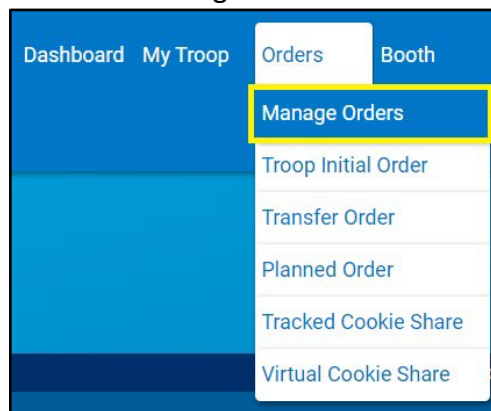 Dashboard My Troop Orders Booth
Manage Orders
Troop Initial Order
Transfer Order
Planned Order
Tracked Cookie Share
Virtual Cookie Share